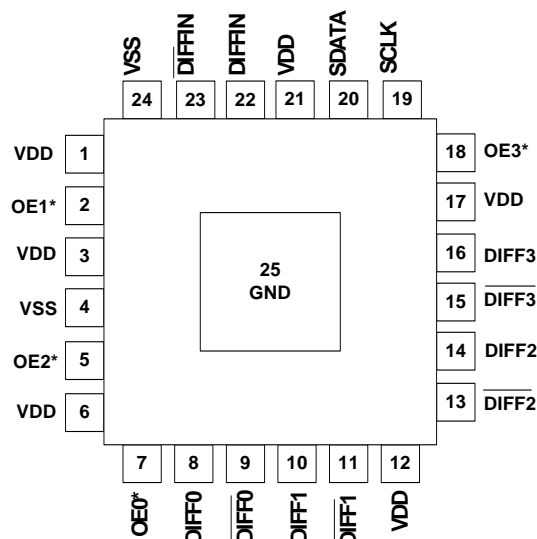 VSS
DIFFIN
DIFFIN
VDD
SDATA
SCLK
24
23
22
21
20
19
VDD 1
OE1* 2
VDD 3
VSS 4
OE2* 5
VDD 6
18 OE3*
17 VDD
16 DIFF3
15 DIFF3
14 DIFF2
13 DIFF2
25
GND
7
8
9
10
11
12
OE0*
DIFF0
DIFF0
DIFF1
DIFF1
VDD